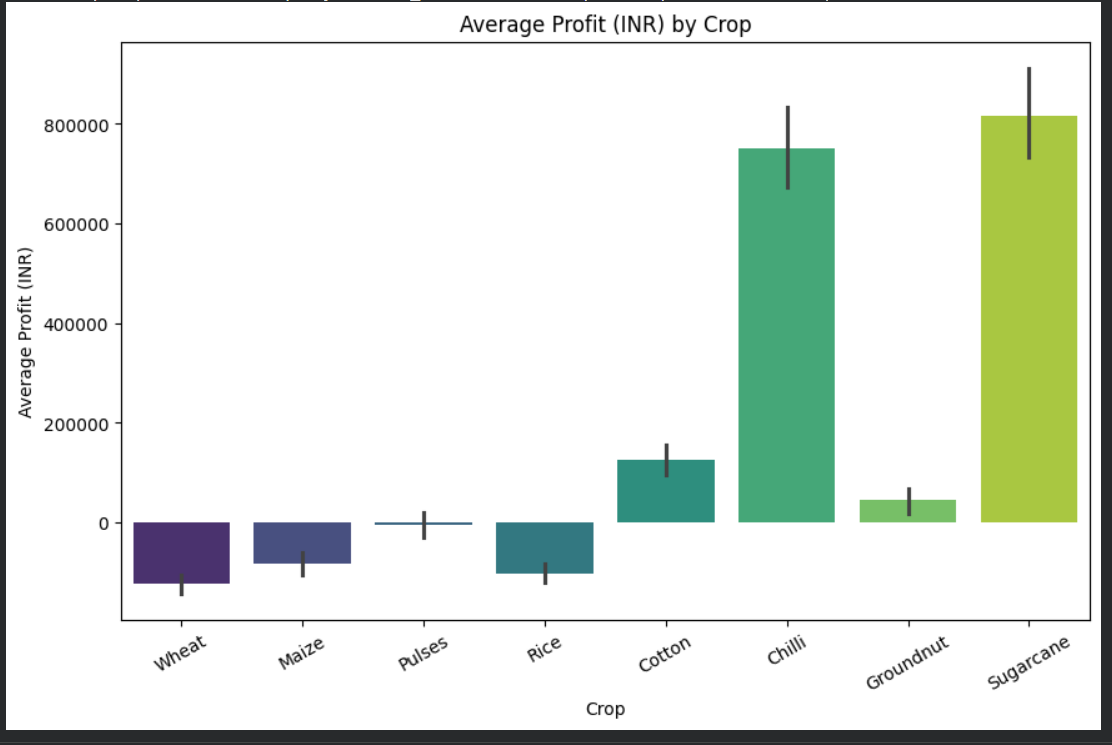 Average Profit (INR) by Crop
Average Profit (INR)
800000
600000
400000
200000
0
Wheat
Maize
Pulses
Rice
Cotton
Chilli
Groundnut
Sugarcane
Crop